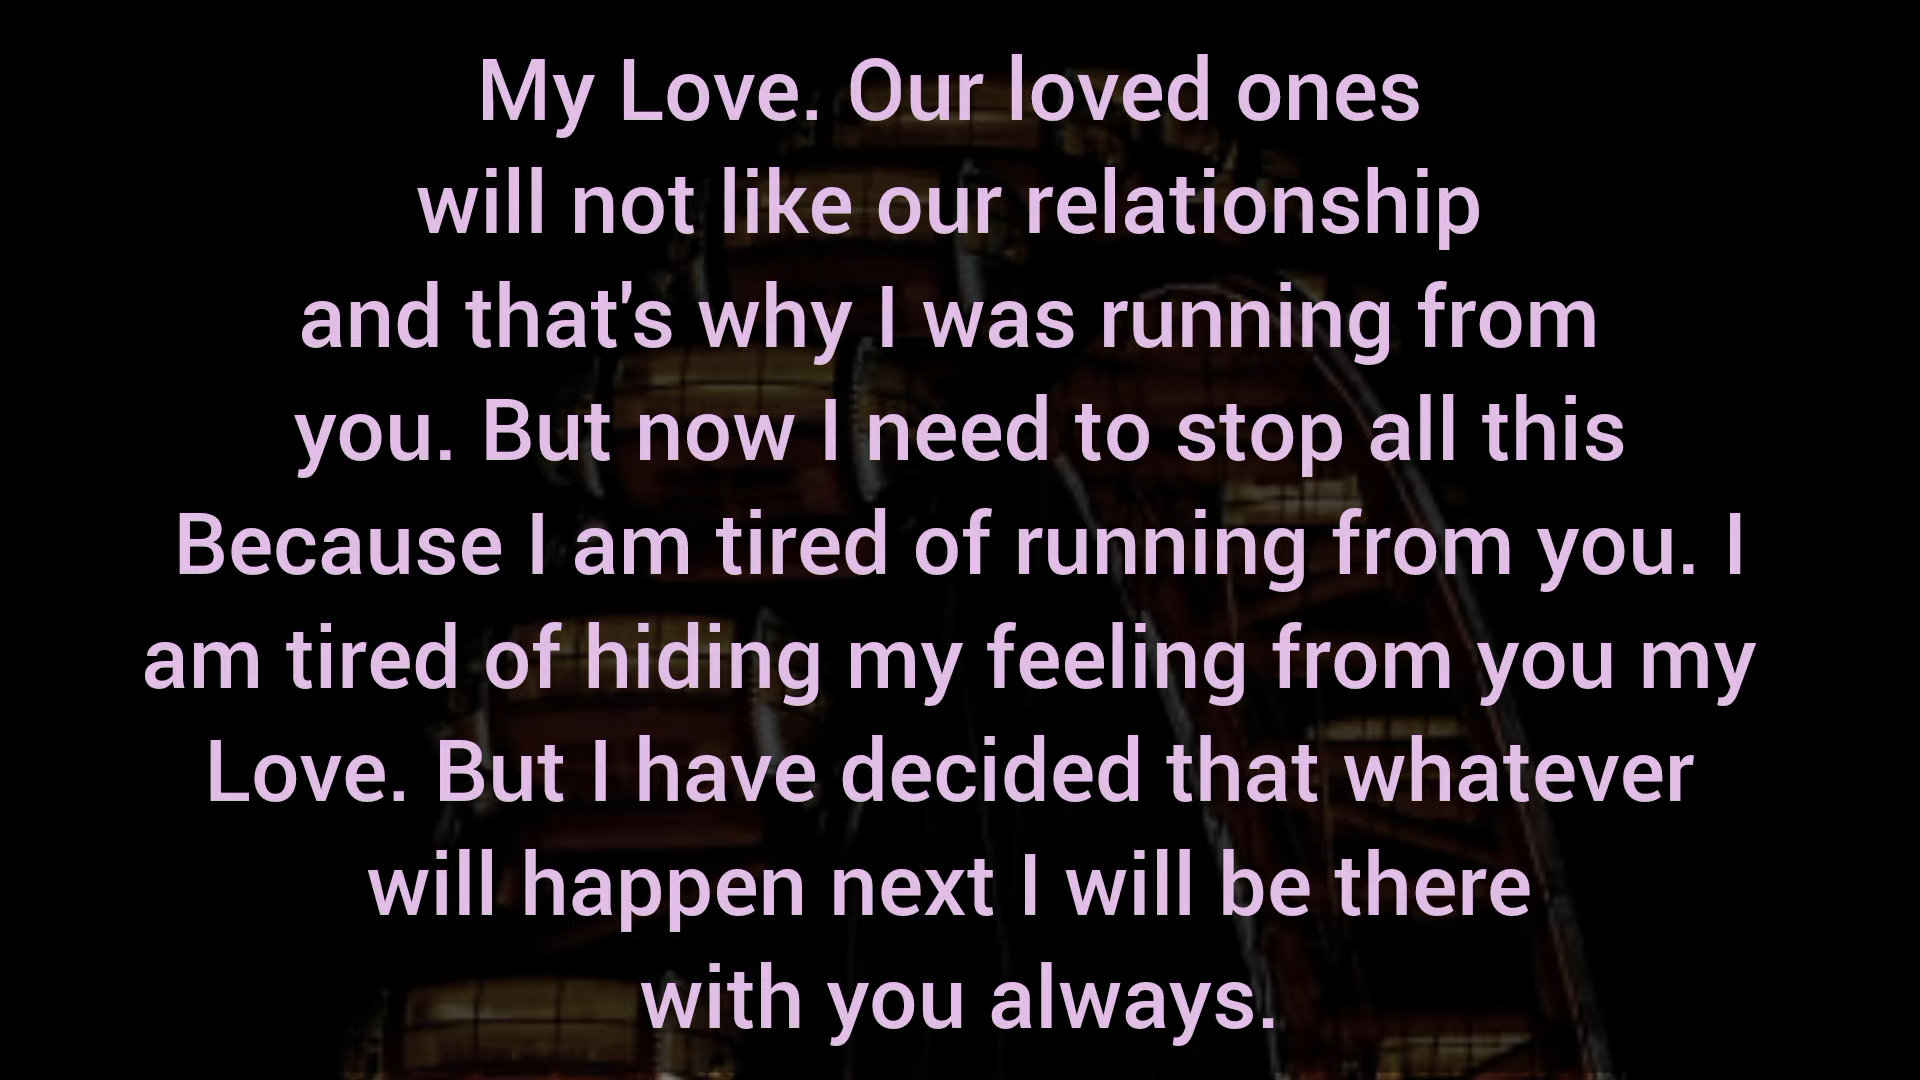 My Love. Our loved ones
will not like our relationship
and that's why I was running from
you. But now I need to stop all this
Because I am tired of running from you. I
am tired of hiding my feeling from you my
Love. But I have decided that whatever
will happen next I will be there
with you always.